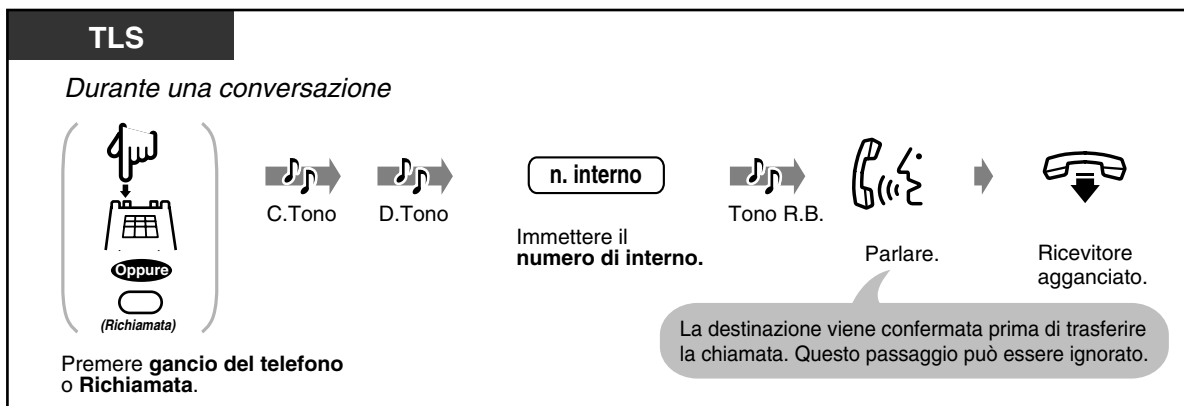 TLS
Durante una conversazione
Oppure
(Richiamata)
Premere gancio del telefono
o Richiamata.
C.Tono
D.Tono
n. interno
Immettere il
numero di interno.
Tono R.B.
Parlare.
Ricevitore
agganciato.
La destinazione viene confermata prima di trasferire
la chiamata. Questo passaggio può essere ignorato.